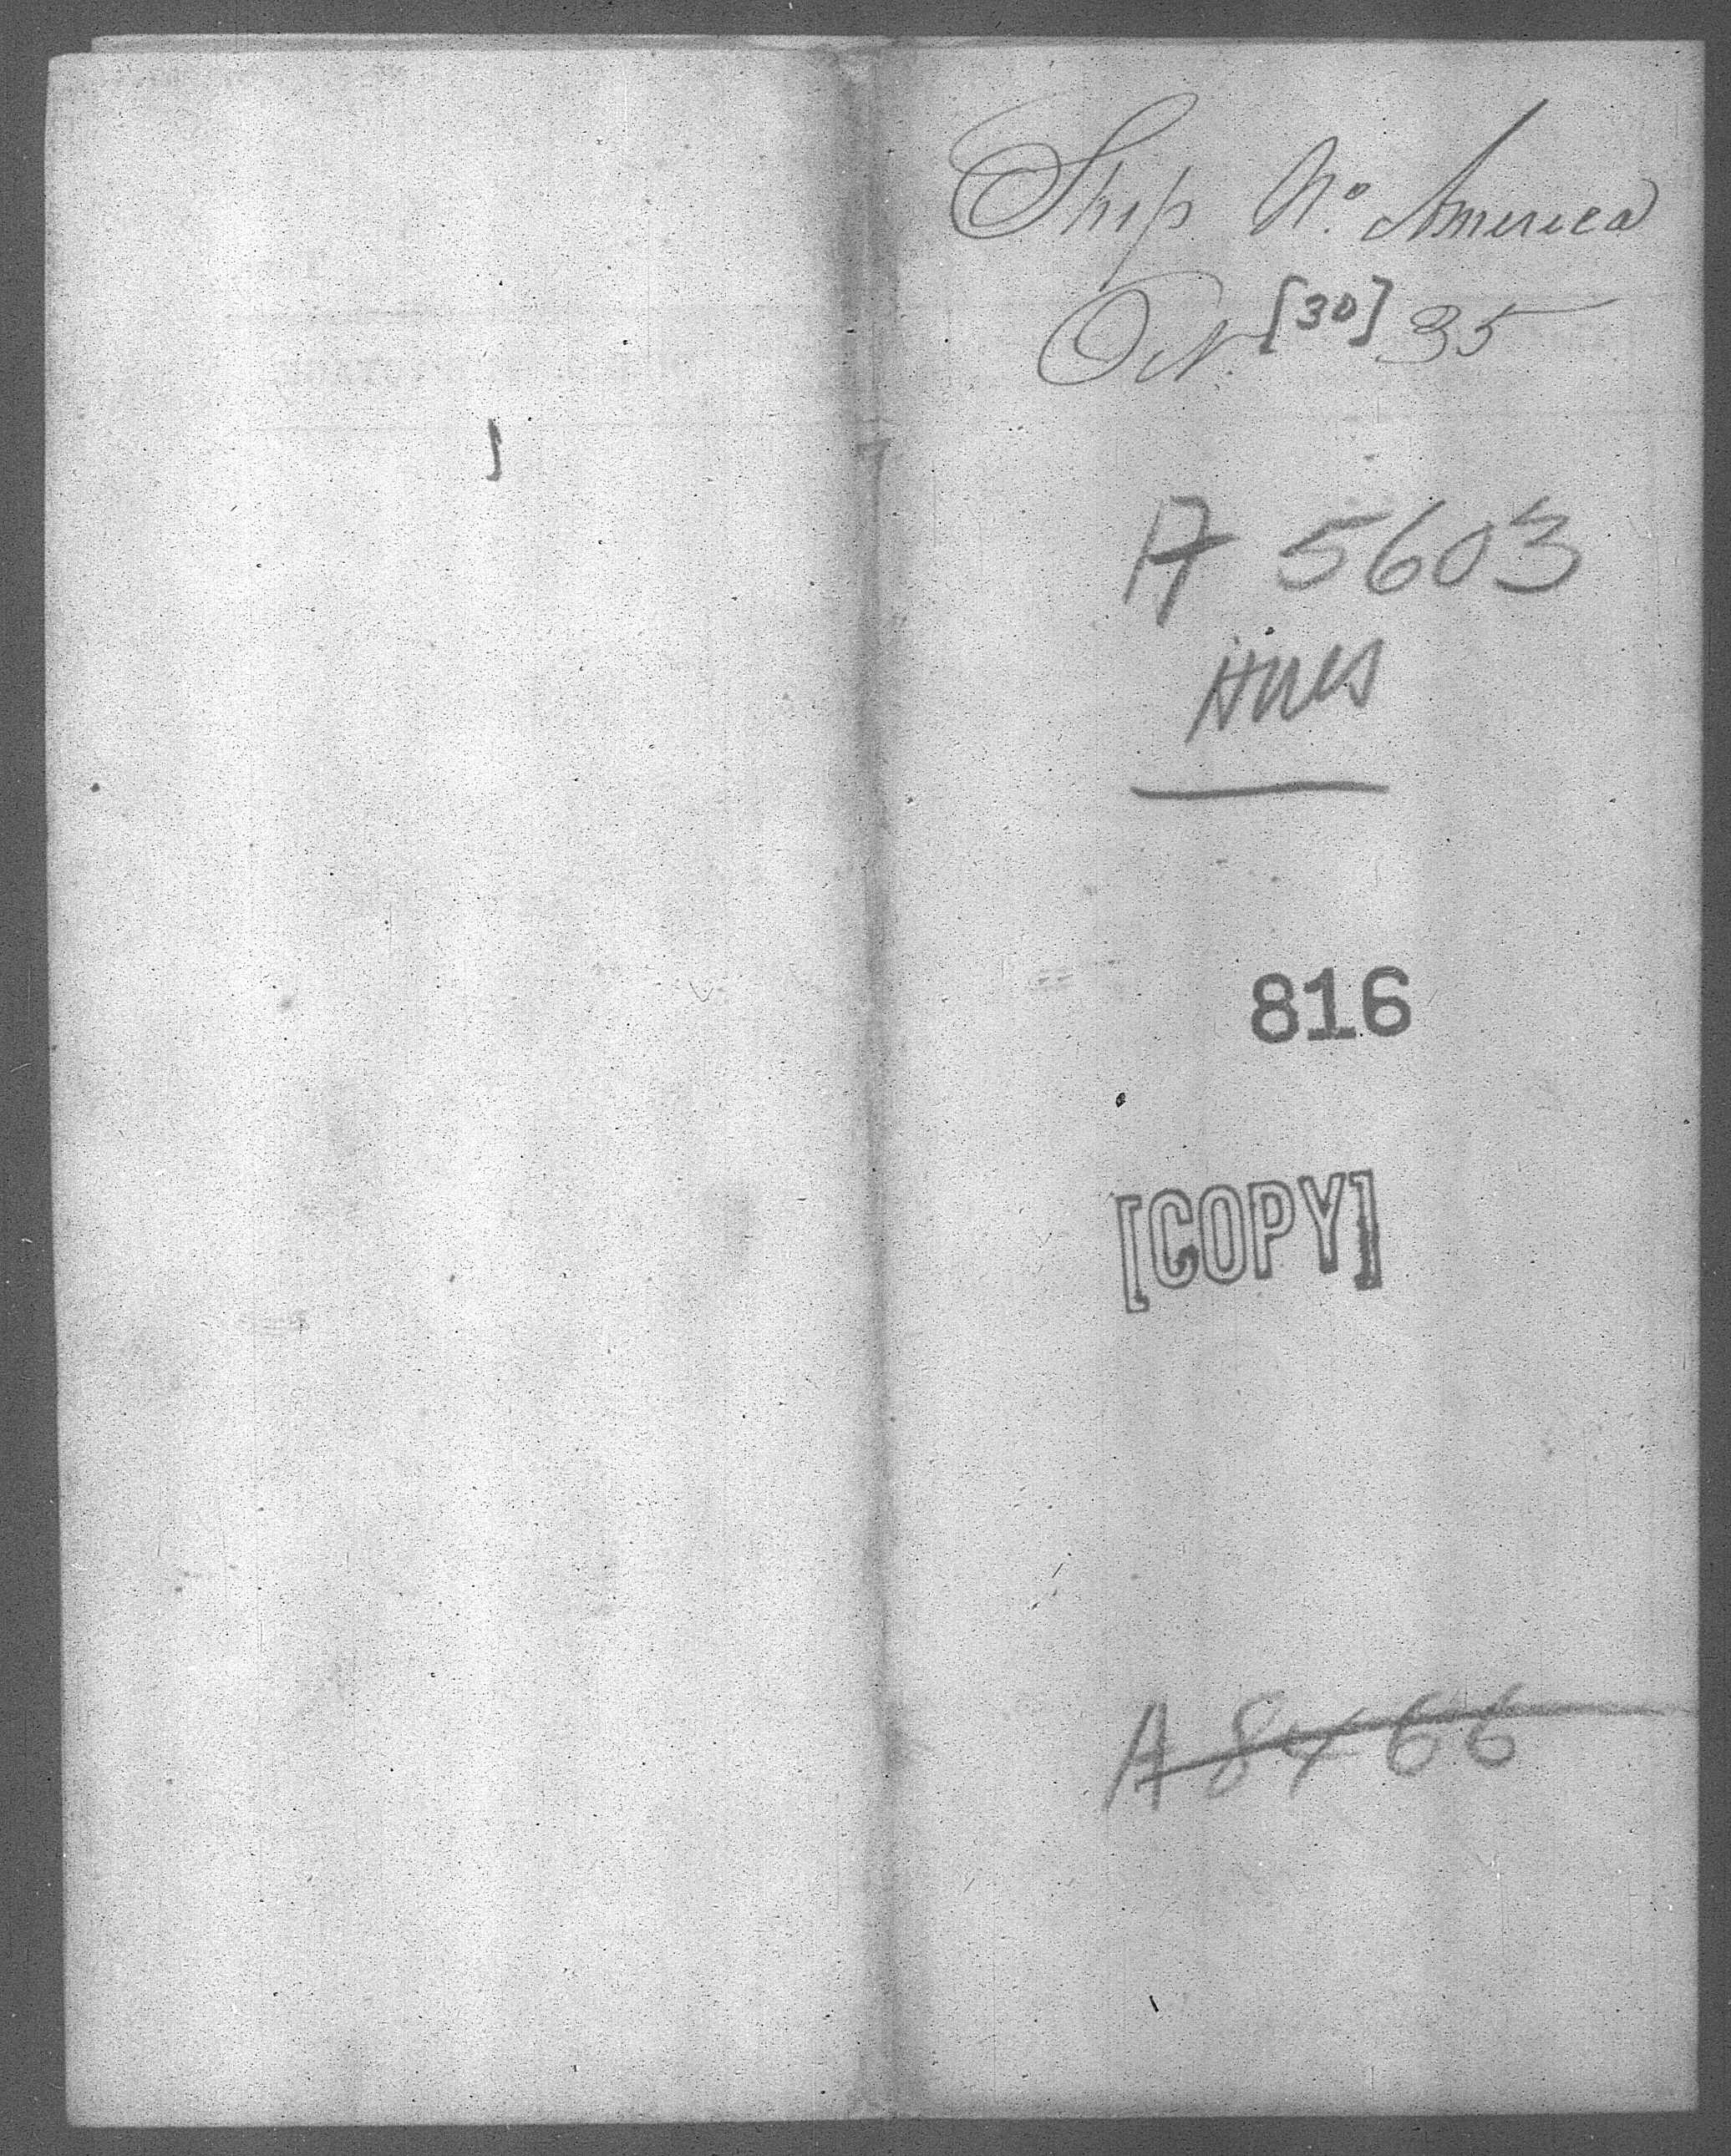 Ship No. America
Oct. [30] 35
A 5603
816
[COPY]
A 8466